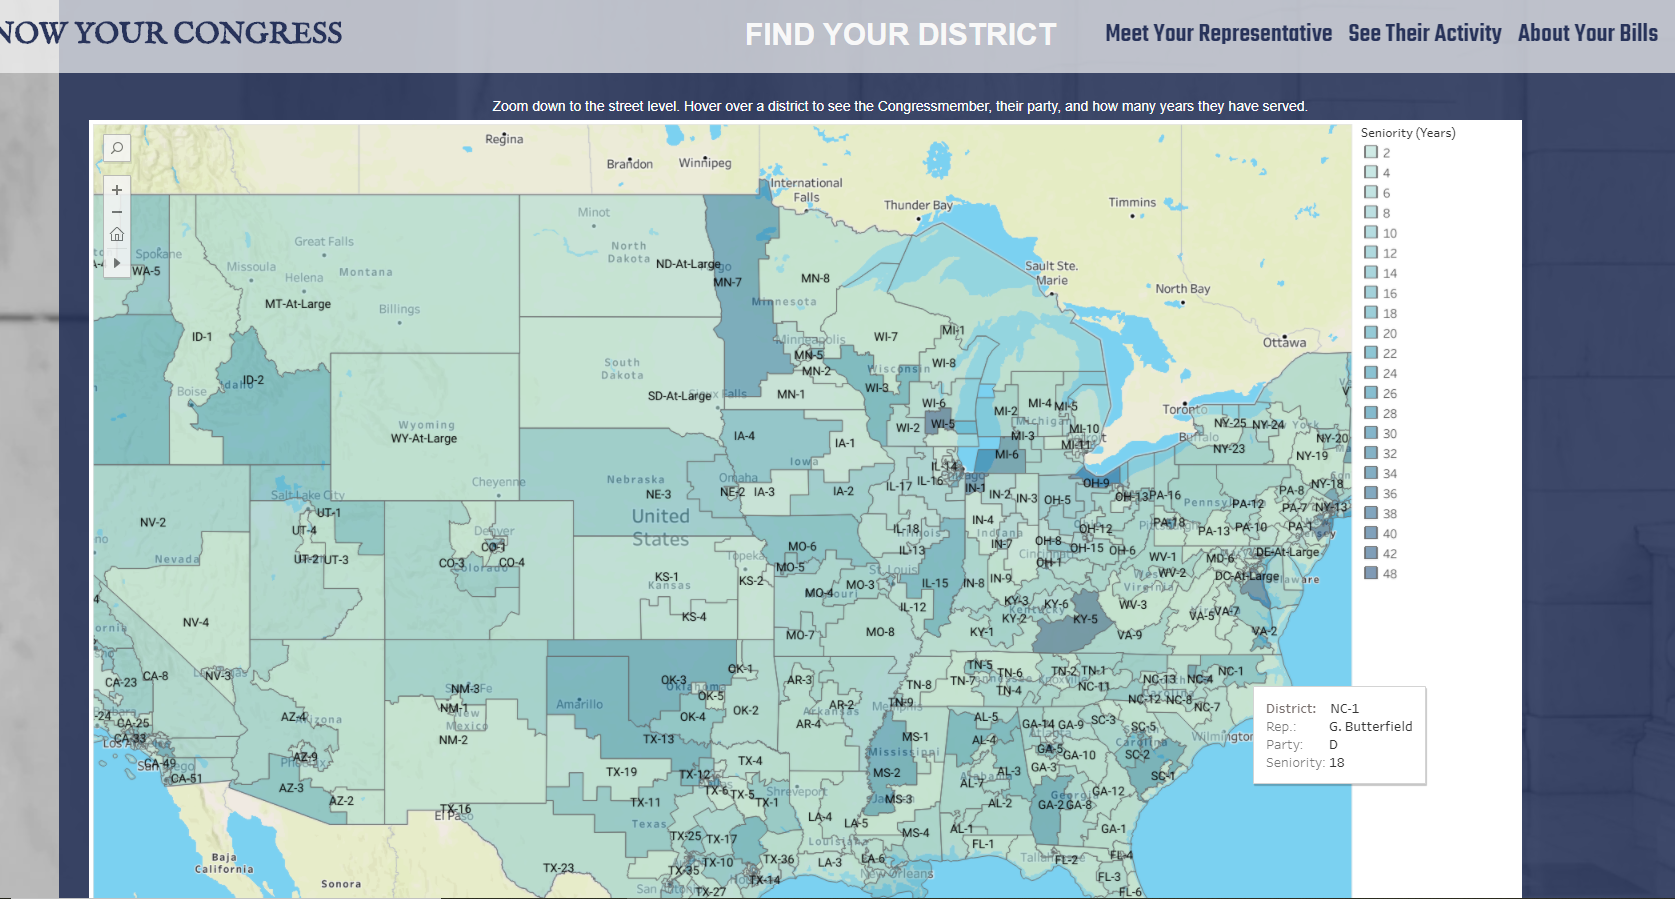 NOW YOUR CONGRESS
FIND YOUR DISTRICT
Meet Your Representative
See Their Activity
About Your Bills
Zoom down to the street level. Hover over a district to see the Congressmember, their party, and how many years they have served.
Seniority (Years)
2
4
6
8
10
12
14
16
18
20
22
24
26
28
30
32
34
36
38
40
42
48
Regina
Brandon
Winnipeg
International
Falls
Thunder Bay
Timmins
Sault Ste.
Marie
North Bay
Ottawa
Toronto
Minot
North
Dakota
ND-At-Large
MN-7
MN-8
Minnesota
Spokane
WA-5
Great Falls
Missoula
Helena
Montana
MT-At-Large
Billings
ID-1
ID-2
Idaho
Boise
Wyoming
WY-At-Large
South
Dakota
SD-At-Large
Sioux Falls
Minneapolis
MN-5
MN-2
MN-1
WI-7
MI-1
WI-8
Wisconsin
WI-3
WI-6
WI-5
WI-2
MI-2
MI-4
MI-5
Michigan
MI-3
MI-10
MI-11
MI-6
NY-25
NY-24
NY-20
NY-23
NY-19
NY-18
NY-13
Cheyenne
Nebraska
NE-3
Omaha
NE-2
IA-4
IA-1
Iowa
IA-3
IA-2
IL-14
IL-17
IL-16
IN-1
IN-2
IN-3
OH-5
OH-9
OH-13
PA-16
PA-12
PA-8
PA-7
PA-18
PA-13
PA-10
PA-1
Salt Lake City
UT-1
UT-4
UT-2
UT-3
NV-2
Nevada
NV-4
NV-3
Denver
CO-1
CO-3
CO-4
Colorado
United
States
Topeka
KS-1
Kansas
KS-2
KS-4
MO-6
MO-5
MO-3
MO-4
MO-7
MO-8
St Louis
IL-18
IL-13
IL-15
IL-12
IN-4
Indiana
IN-7
IN-8
IN-9
OH-12
OH-8
OH-15
OH-6
OH-1
Cincinnati
WV-1
WV-2
WV-3
MD-6
DE-At-Large
DC-At-Large
Delaware
VA-5
VA-7
VA-2
VA-9
KY-3
KY-6
KY-2
KY-5
KY-1
Kentucky
CA-8
CA-23
CA-25
CA-33
CA-49
CA-51
AZ-4
Arizona
AZ-9
AZ-3
AZ-2
NM-3
NM-1
New
Mexico
NM-2
Amarillo
OK-1
OK-3
OK-5
OK-4
OK-2
TX-13
TX-19
TX-12
TX-4
TX-6
TX-5
TX-1
TX-11
TX-16
El Paso
Texas
TX-25
TX-17
TX-10
TX-36
TX-35
TX-14
TX-23
TX-27
AR-3
AR-2
AR-4
Arkansas
Shreveport
LA-4
LA-5
LA-3
LA-6
Louisiana
New Orleans
TN-8
TN-9
TN-7
TN-5
TN-6
TN-4
TN-2
TN-1
Memphis
MS-1
Mississippi
MS-2
MS-3
MS-4
AL-5
AL-4
AL-7
AL-3
AL-2
AL-1
GA-14
GA-9
GA-5
GA-10
GA-3
GA-12
GA-2
GA-8
GA-1
Georgia
FL-1
FL-2
FL-4
FL-3
FL-6
NC-11
NC-13
NC-4
NC-1
NC-12
NC-8
NC-7
SC-3
SC-5
SC-2
SC-1
Carolina
Wilmington
Baja
California
Sonora
District: NC-1
Rep.: G. Butterfield
Party: D
Seniority: 18